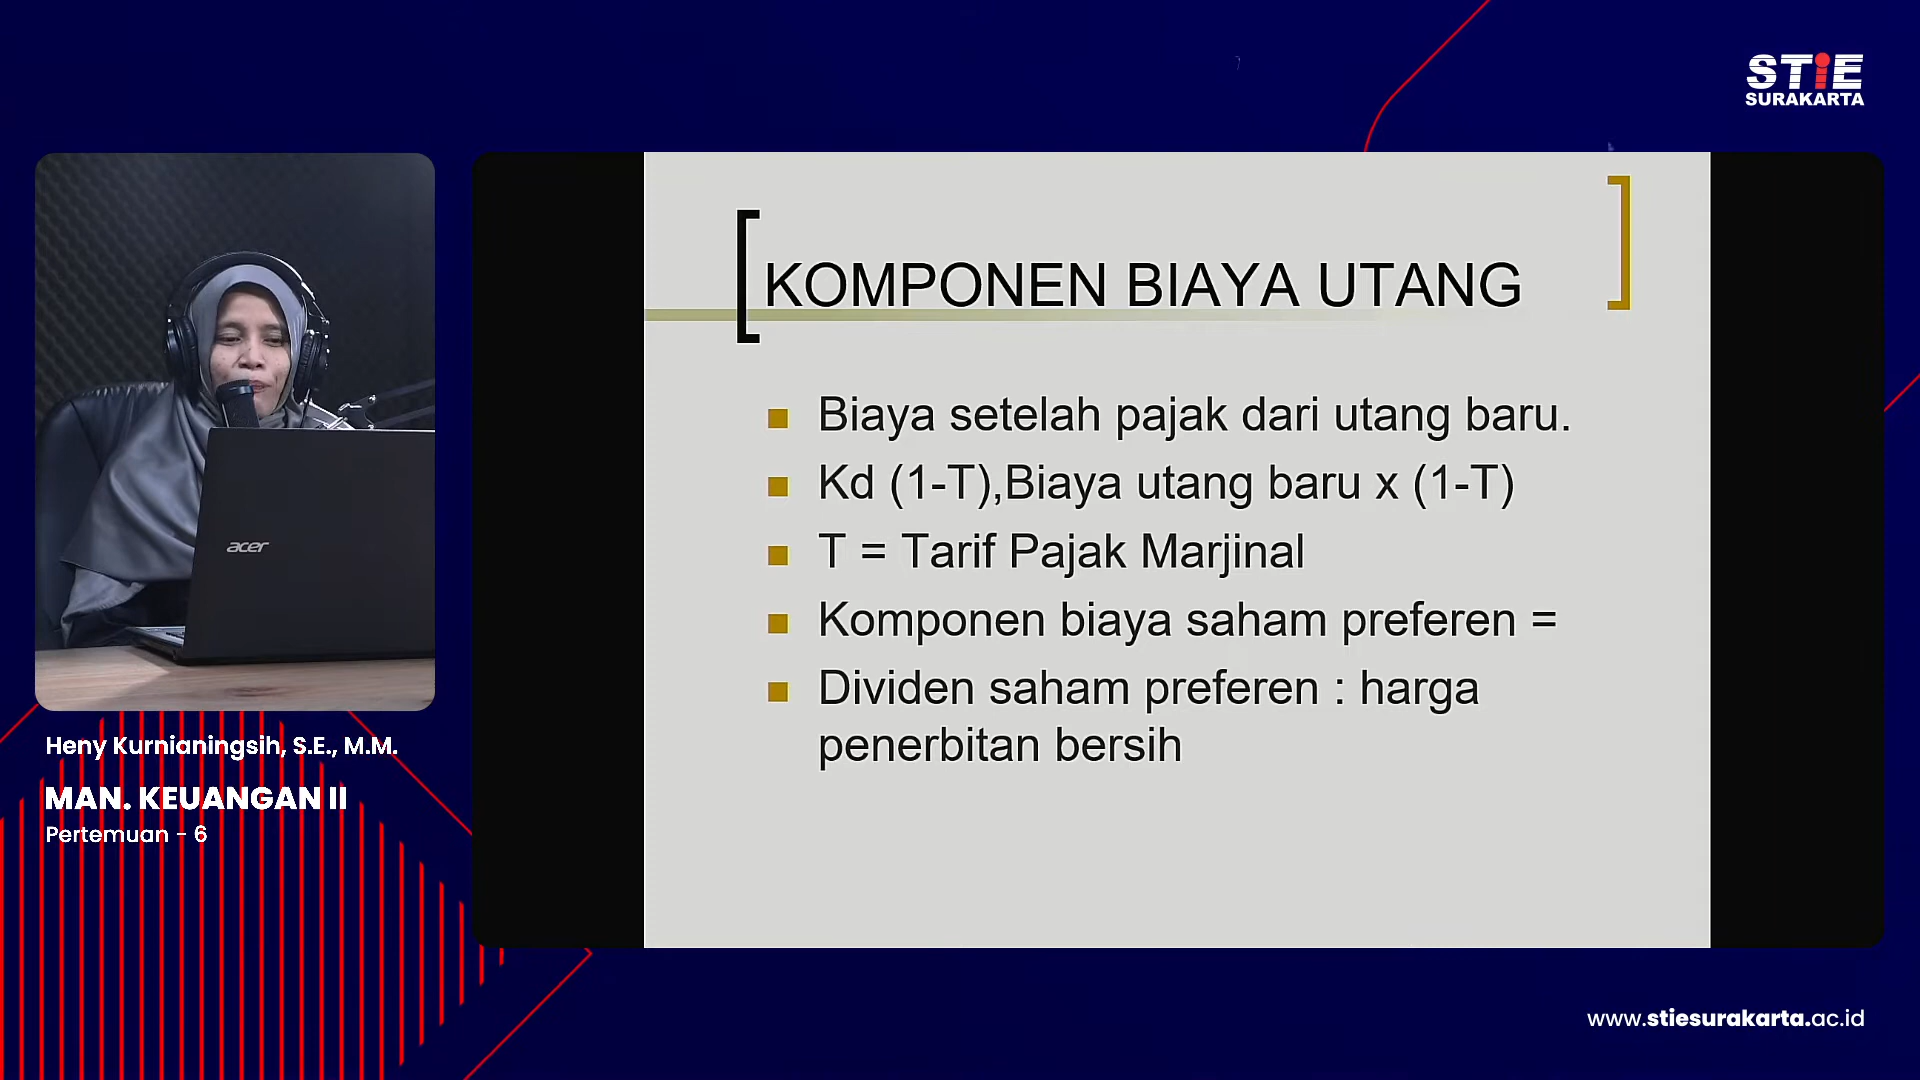 STiE
SURAKARTA
KOMPONEN BIAYA UTANG
Biaya setelah pajak dari utang baru.
Kd (1-T),Biaya utang baru x (1-T)
T = Tarif Pajak Marjinal
Komponen biaya saham preferen =
Dividen saham preferen : harga
penerbitan bersih
acer
Heny Kurnianingsih, S.E., M.M.
MAN. KEUANGAN II
Pertemuan - 6
www.stiesurakarta.ac.id